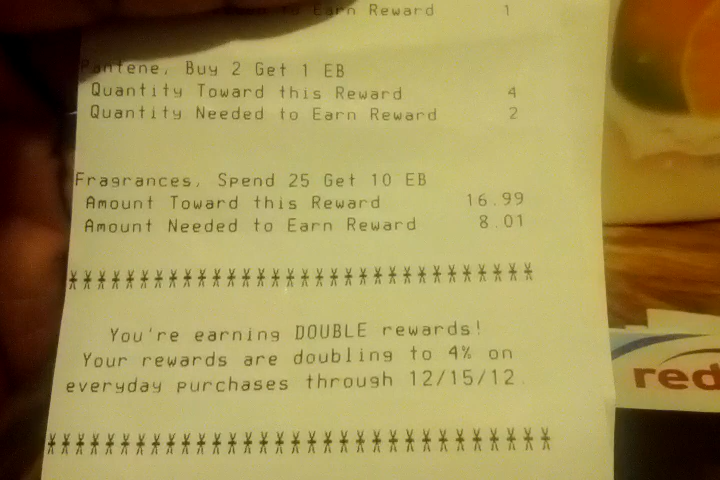 to Earn Reward 1
Pantene, Buy 2 Get 1 EB
Quantity Toward this Reward 4
Quantity Needed to Earn Reward 2
Fragrances, Spend 25 Get 10 EB
Amount Toward this Reward 16.99
Amount Needed to Earn Reward 8.01
***********************************
You're earning DOUBLE rewards!
Your rewards are doubling to 4% on
everyday purchases through 12/15/12.
***********************************
red